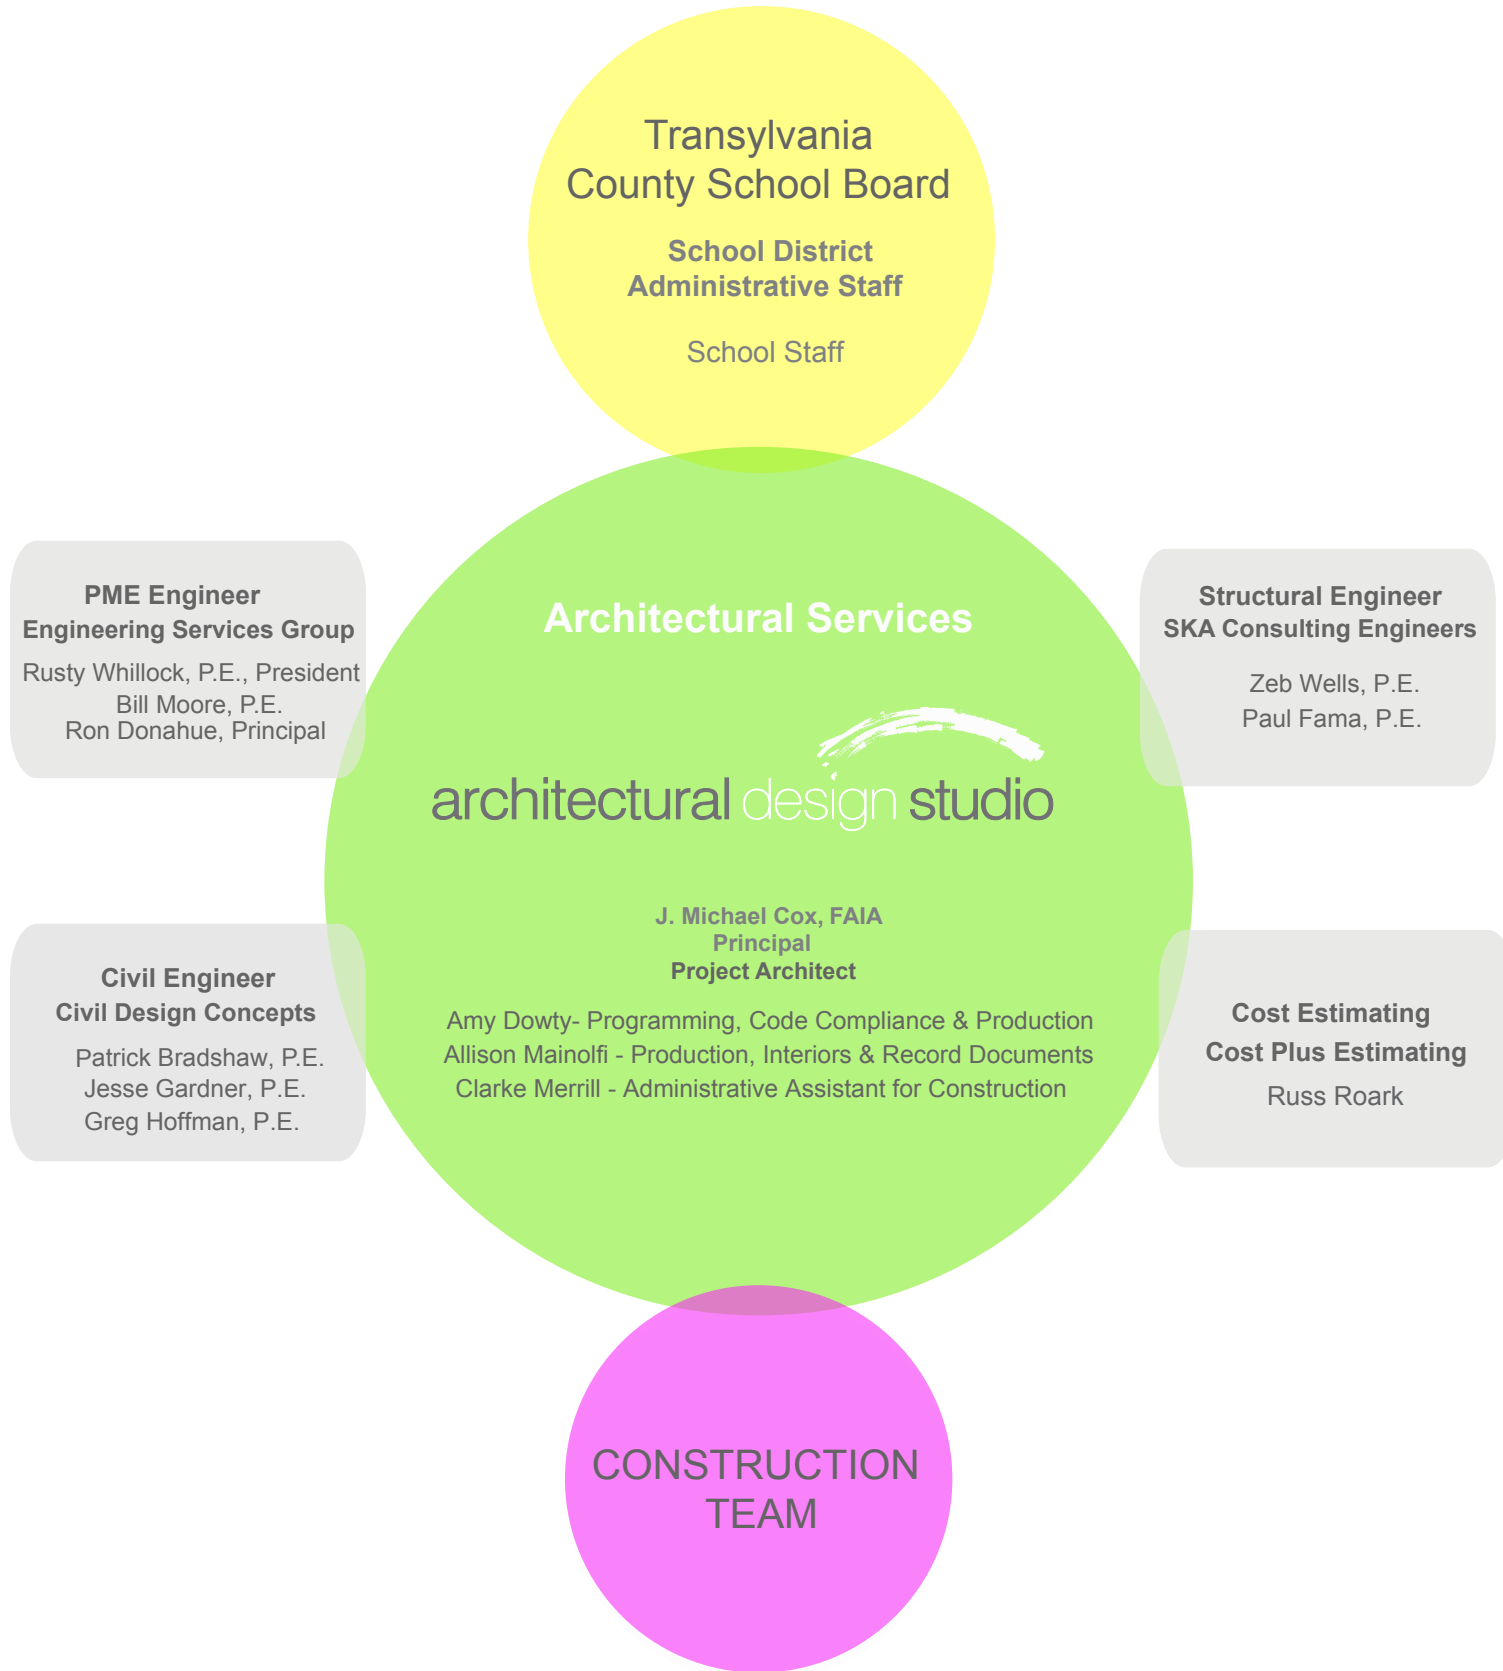 Transylvania
County School Board
School District
Administrative Staff
School Staff
PME Engineer
Engineering Services Group
Rusty Whillock, P.E., President
Bill Moore, P.E.
Ron Donahue, Principal
Architectural Services
architectural design studio
Structural Engineer
SKA Consulting Engineers
Zeb Wells, P.E.
Paul Fama, P.E.
J. Michael Cox, FAIA
Principal
Project Architect
Amy Dowty- Programming, Code Compliance & Production
Allison Mainolfi - Production, Interiors & Record Documents
Clarke Merrill - Administrative Assistant for Construction
Civil Engineer
Civil Design Concepts
Patrick Bradshaw, P.E.
Jesse Gardner, P.E.
Greg Hoffman, P.E.
Cost Estimating
Cost Plus Estimating
Russ Roark
CONSTRUCTION
TEAM